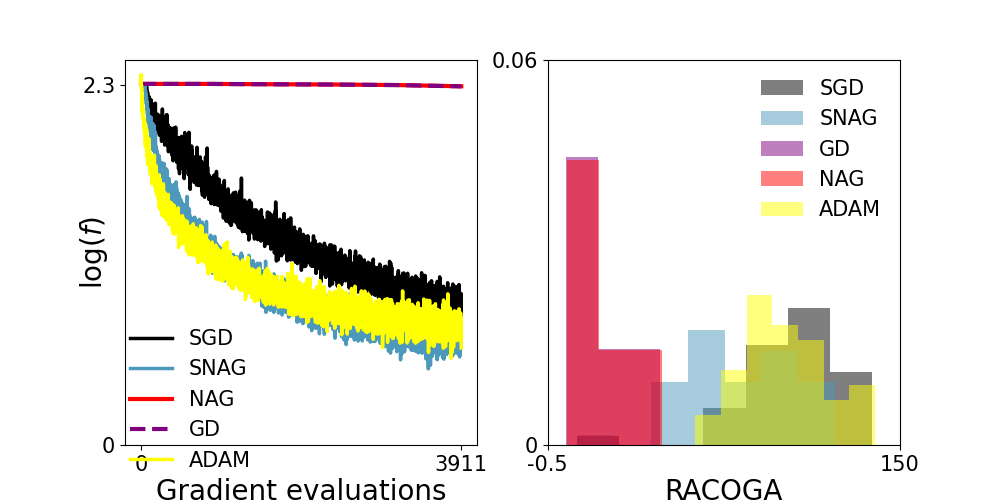 log(f)
2.3
0
SGD
SNAG
NAG
GD
ADAM
0 3911
Gradient evaluations
0.06
0
SGD
SNAG
GD
NAG
ADAM
-0.5 150
RACOGA